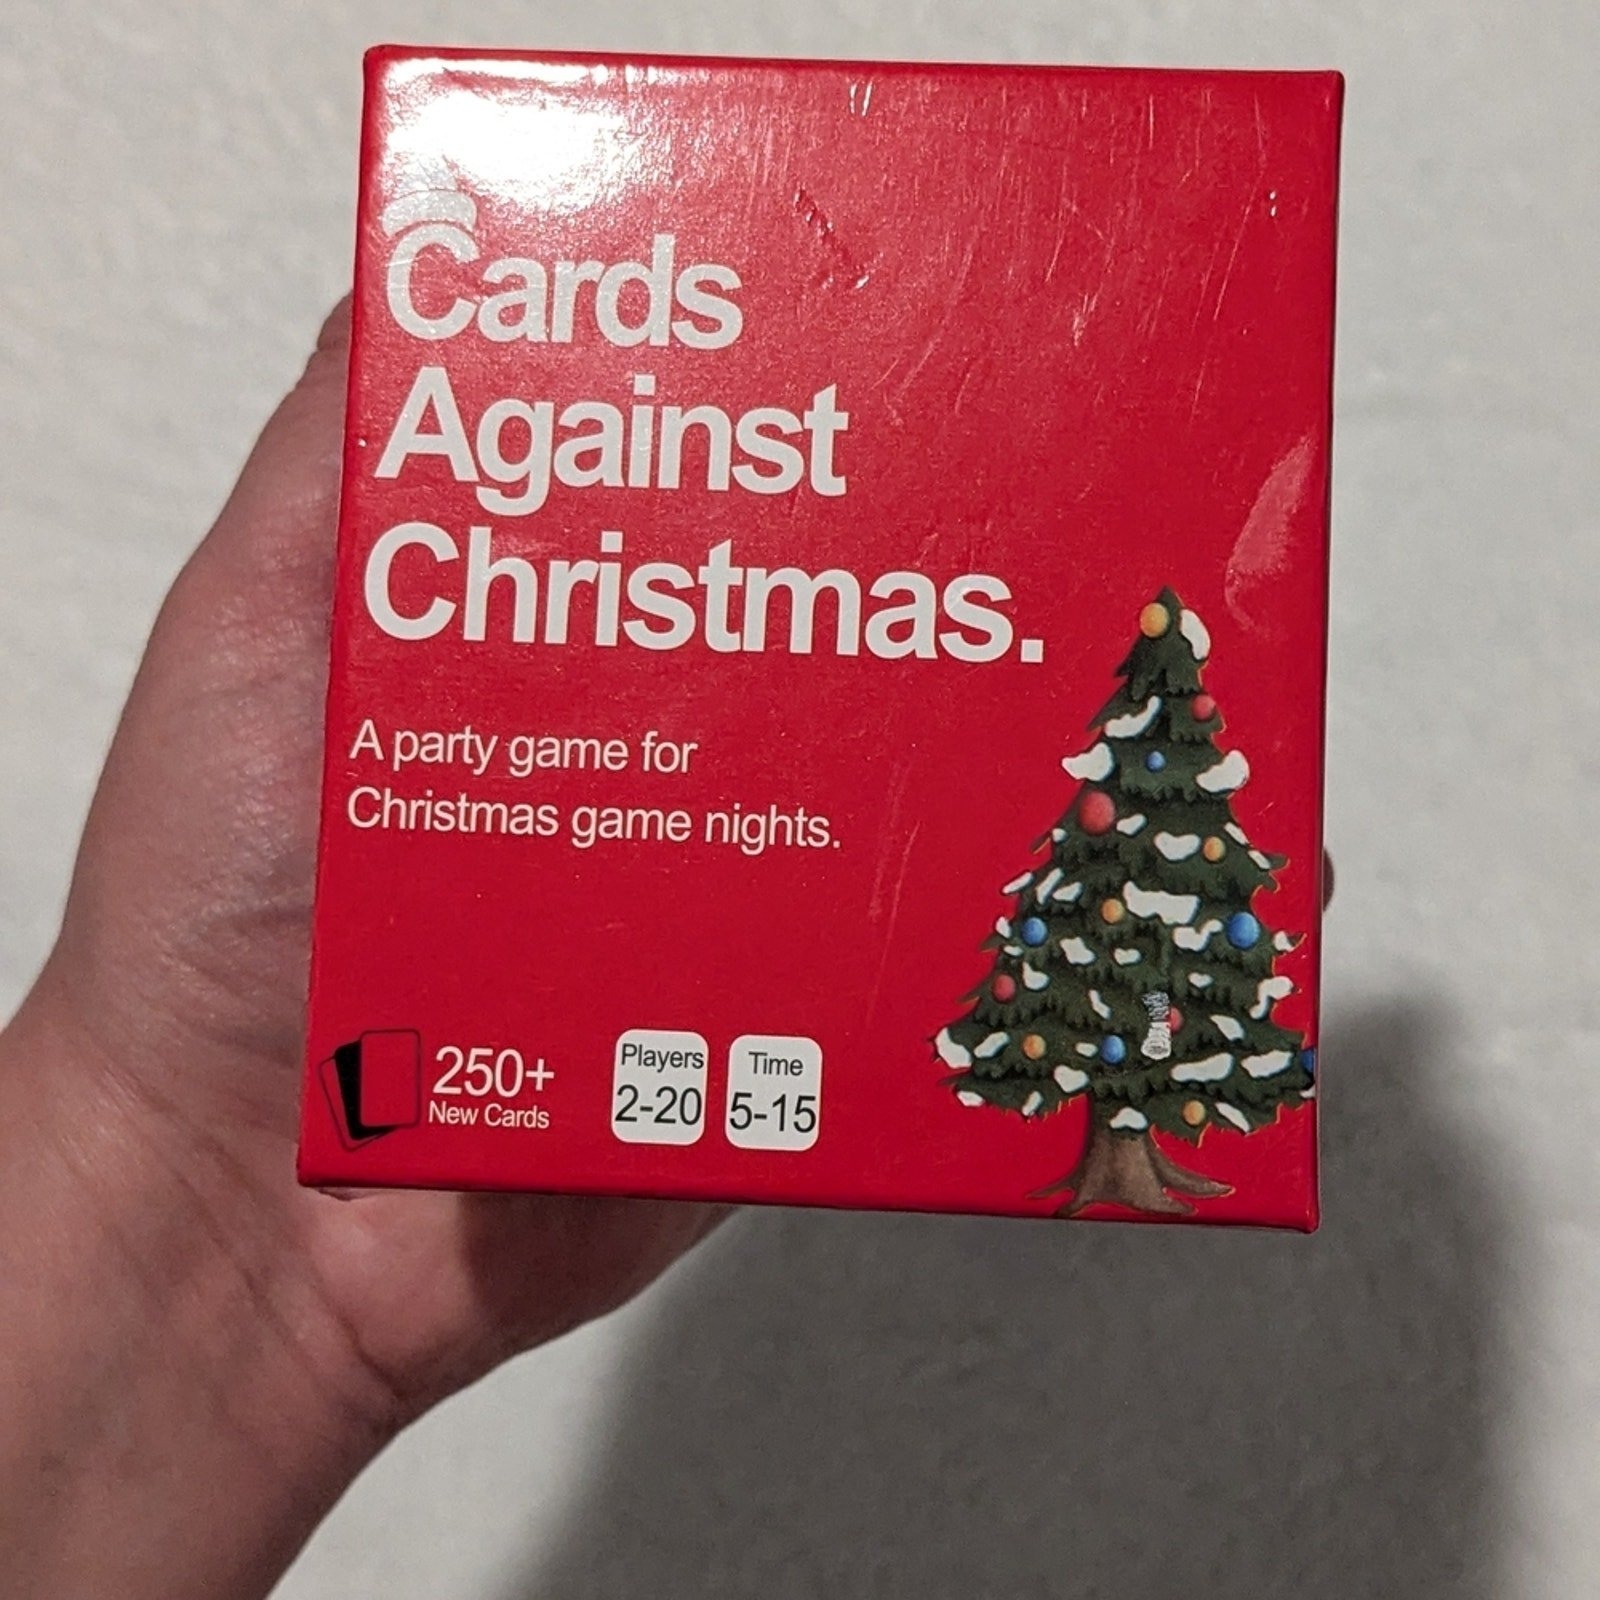 Cards
Against
Christmas.
A party game for
Christmas game nights.
250+
New Cards
Players
2-20
Time
5-15